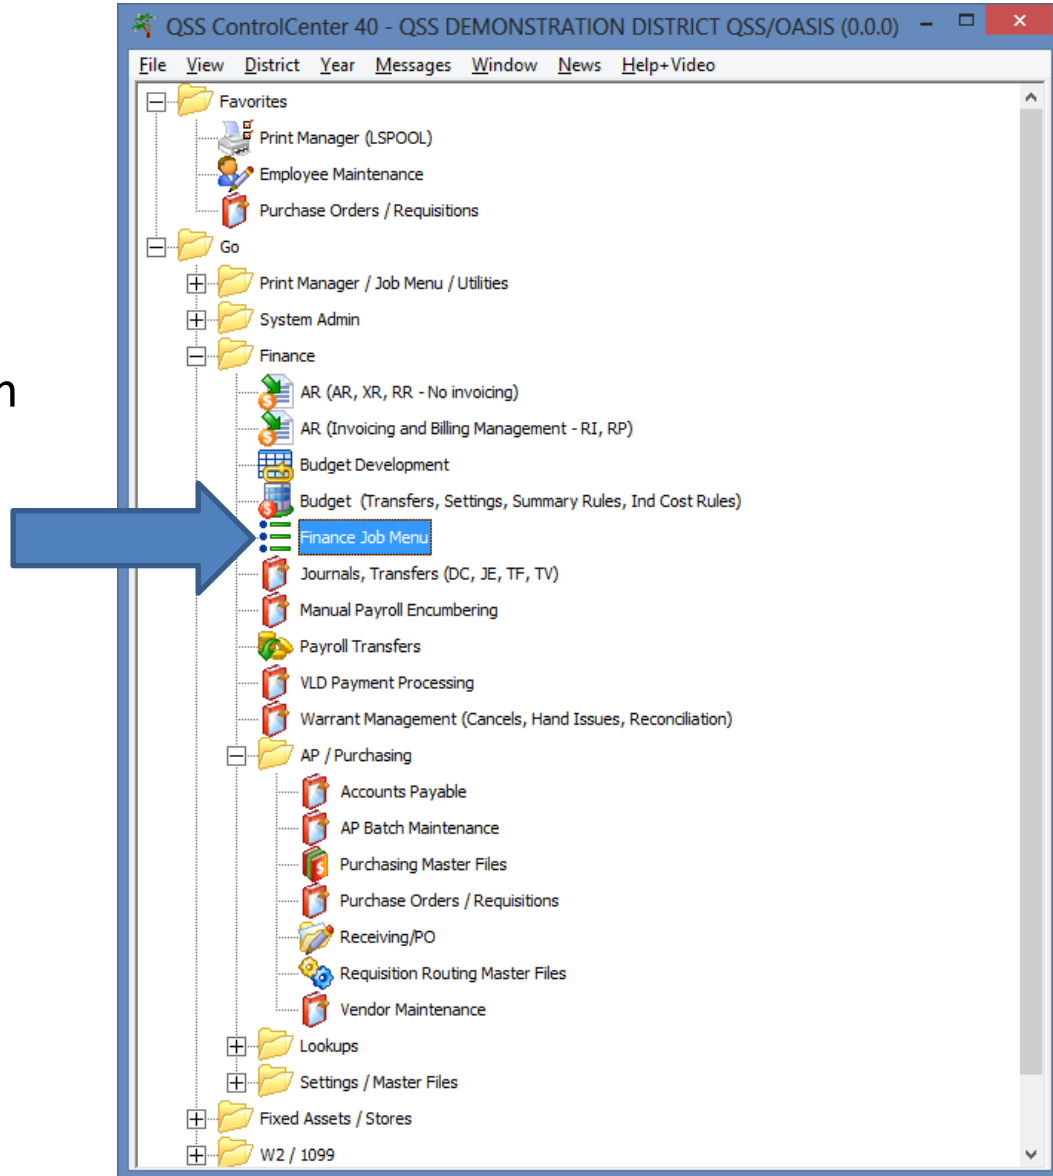 QSS ControlCenter 40 - QSS DEMONSTRATION DISTRICT QSS/OASIS (0.0.0)
File View District Year Messages Window News Help+Video
Favorites
Print Manager (LSPOOL)
Employee Maintenance
Purchase Orders / Requisitions
Go
Print Manager / Job Menu / Utilities
System Admin
Finance
AR (AR, XR, RR - No invoicing)
AR (Invoicing and Billing Management - RI, RP)
Budget Development
Budget (Transfers, Settings, Summary Rules, Ind Cost Rules)
Finance Job Menu
Journals, Transfers (DC, JE, TF, TV)
Manual Payroll Encumbering
Payroll Transfers
VLD Payment Processing
Warrant Management (Cancels, Hand Issues, Reconciliation)
AP / Purchasing
Accounts Payable
AP Batch Maintenance
Purchasing Master Files
Purchase Orders / Requisitions
Receiving/PO
Requisition Routing Master Files
Vendor Maintenance
Lookups
Settings / Master Files
Fixed Assets / Stores
W2 / 1099